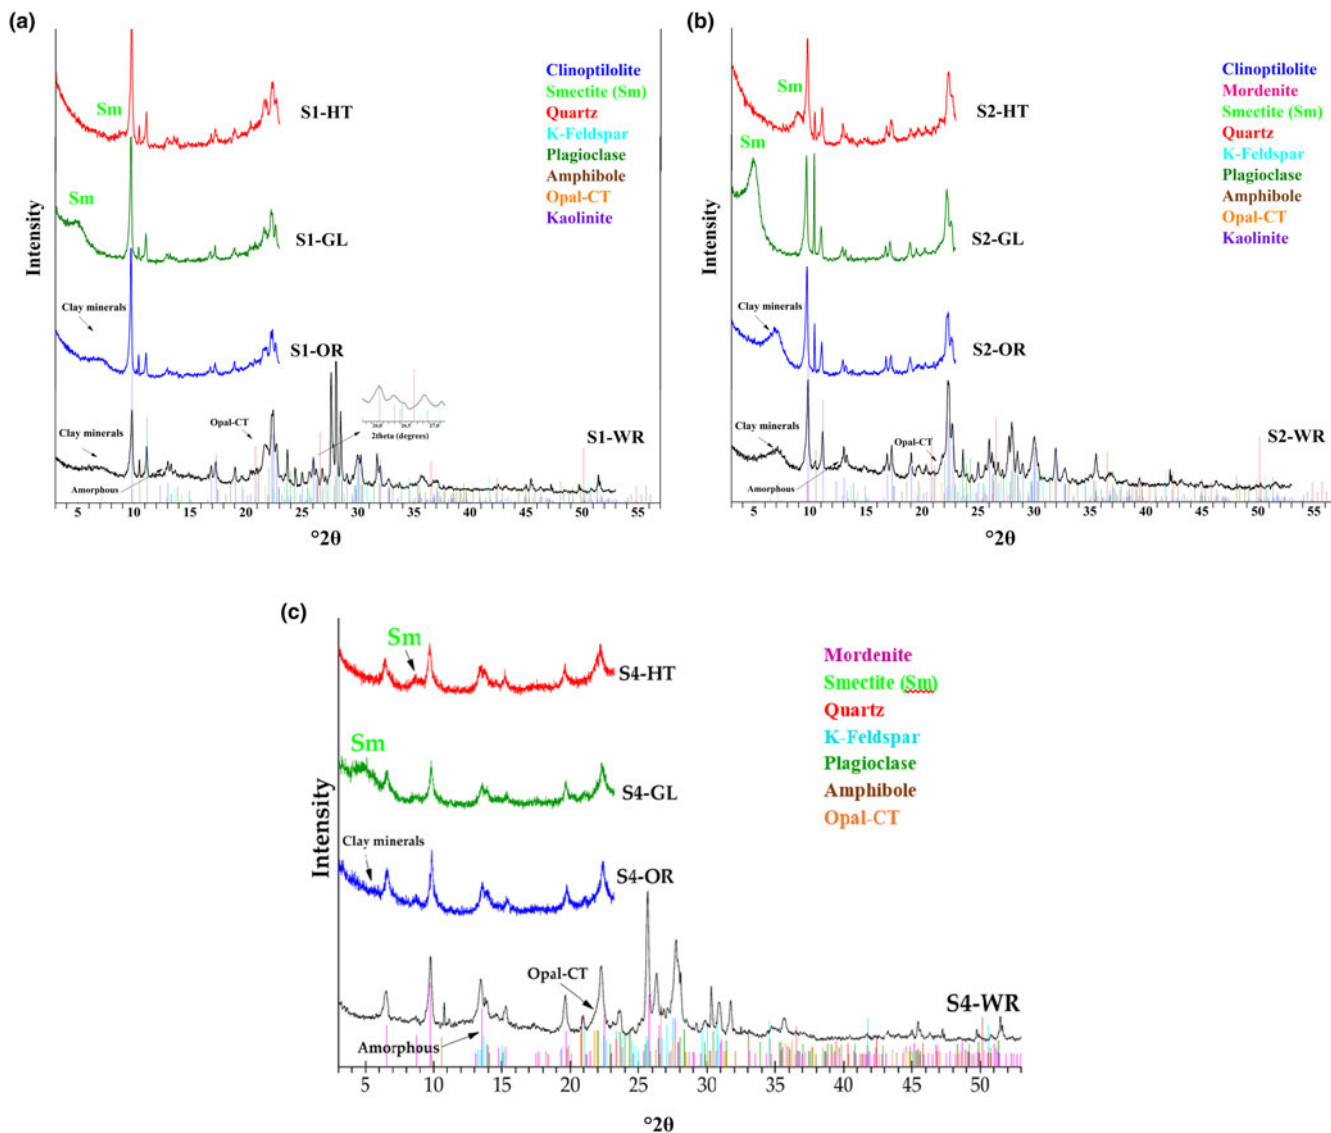 (a)
Clinoptilolite
Smectite (Sm)
Quartz
K-Feldspar
Plagioclase
Amphibole
Opal-CT
Kaolinite
Sm
S1-HT
Sm
S1-GL
Clay minerals
S1-OR
Opal-CT
26,0 26,5 27,0
2theta (degrees)
Clay minerals
S1-WR
Amorphous
Intensity
5 10 15 20 25 30 35 40 45 50 55
°2θ
(b)
Clinoptilolite
Mordenite
Smectite (Sm)
Quartz
K-Feldspar
Plagioclase
Amphibole
Opal-CT
Kaolinite
Sm
S2-HT
Sm
S2-GL
Clay minerals
S2-OR
Clay minerals
Opal-CT
S2-WR
Amorphous
Intensity
5 10 15 20 25 30 35 40 45 50 55
°2θ
(c)
Mordenite
Smectite (Sm)
Quartz
K-Feldspar
Plagioclase
Amphibole
Opal-CT
Sm
S4-HT
Sm
S4-GL
Clay minerals
S4-OR
Opal-CT
S4-WR
Amorphous
Intensity
5 10 15 20 25 30 35 40 45 50
°2θ